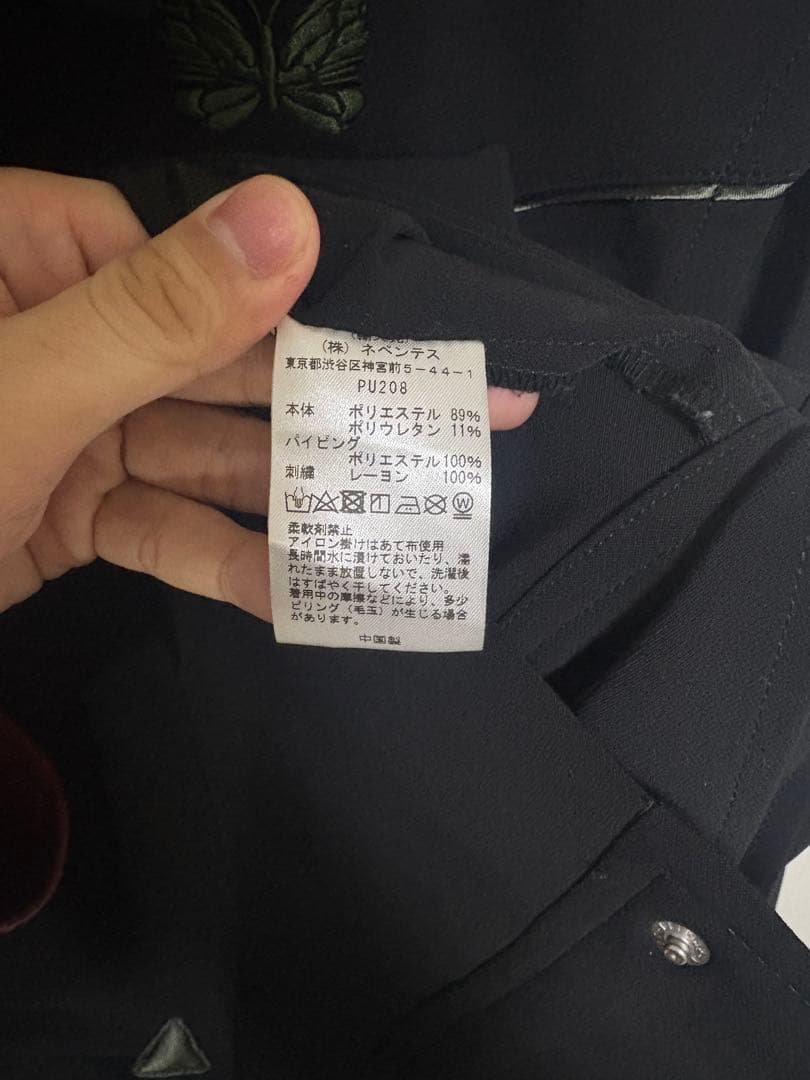 (株) ネペンテス
東京都渋谷区神宮前5-44-1
PU208
本体 ポリエステル 89%
ポリウレタン 11%
パイピング
ポリエステル100%
刺繍 レーヨン 100%
W
柔軟剤禁止
アイロン掛けはあて布使用
長時間水に漬けておいたり、濡
れたまま放置しないで、洗濯後
はすばやく干してください。
着用中の摩擦などにより、多少
ピリング(毛玉)が生じる場合
があります。
中国製